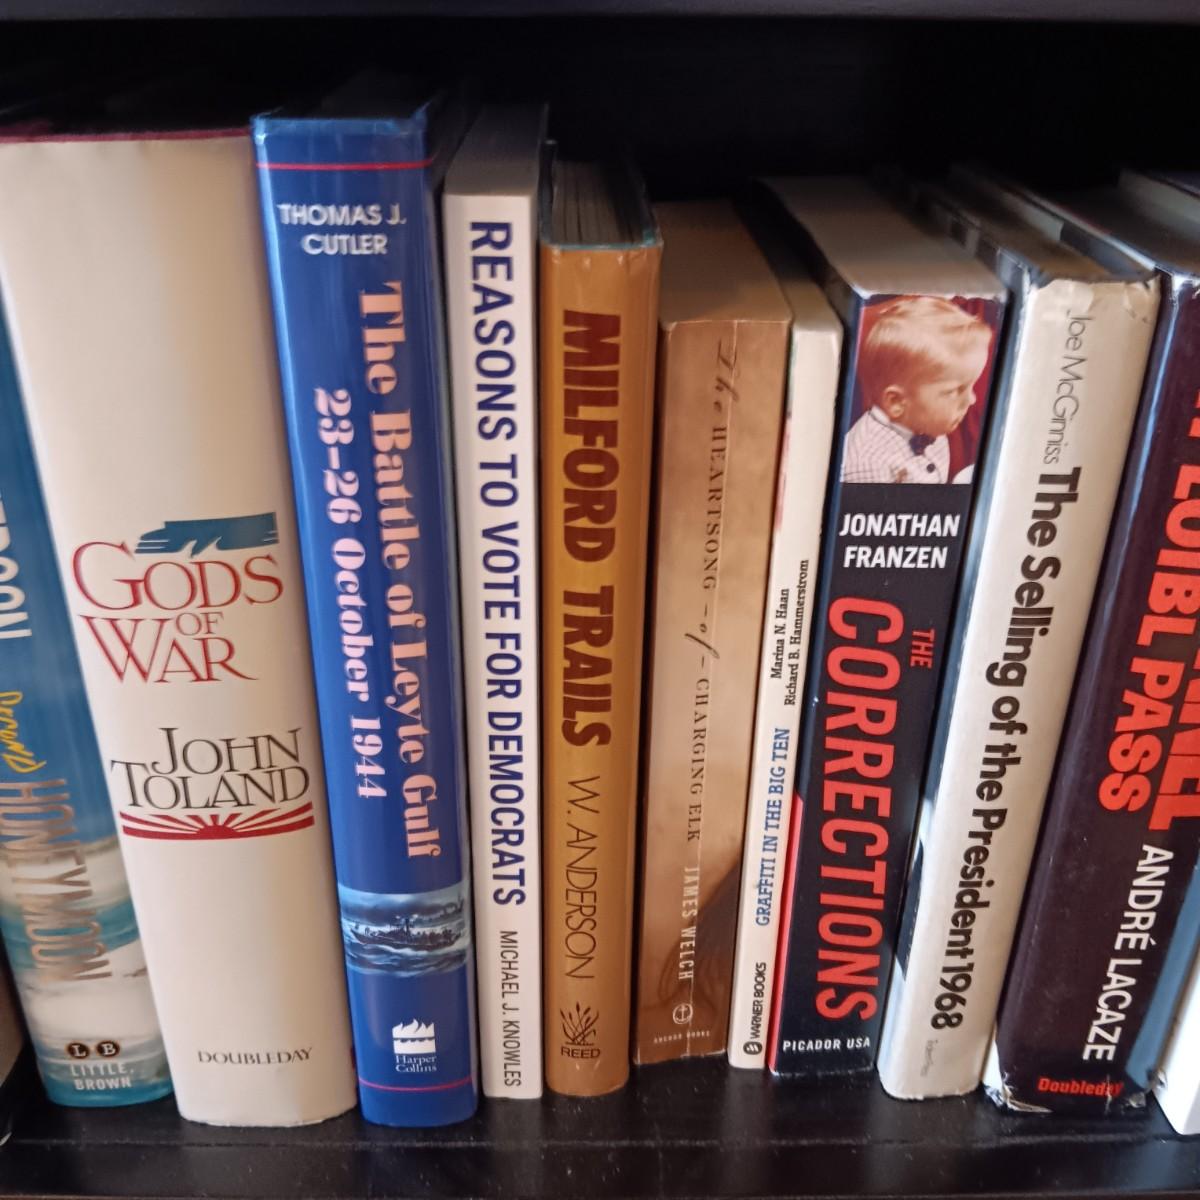 Second HONEYMOON
L B
LITTLE,
BROWN
GODS
OF
WAR
JOHN
TOLAND
DOUBLEDAY
THOMAS J.
CUTLER
The Battle of Leyte Gulf
23-26 October 1944
Harper
Collins
REASONS TO VOTE FOR DEMOCRATS
MICHAEL J. KNOWLES
MILFORD TRAILS
W. ANDERSON
REED
The HEARTSONG of CHARGING ELK
JAMES WELCH
ANCHOR BOOKS
Marina N. Haan
Richard B. Hammerstrom
GRAFFITI IN THE BIG TEN
WARNER BOOKS
JONATHAN
FRANZEN
THE
CORRECTIONS
PICADOR USA
Joe McGinniss
The Selling of the President 1968
LOIBL PASS
ANDRÉ LACAZE
Doubleday